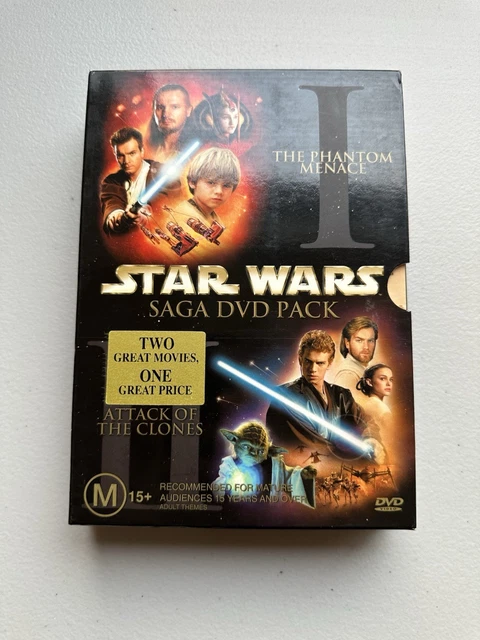 I
THE PHANTOM
MENACE
STAR WARS
SAGA DVD PACK
TWO
GREAT MOVIES,
ONE
GREAT PRICE
II
ATTACK OF
THE CLONES
M 15+
RECOMMENDED FOR MATURE
AUDIENCES 15 YEARS AND OVER
ADULT THEMES
DVD
VIDEO